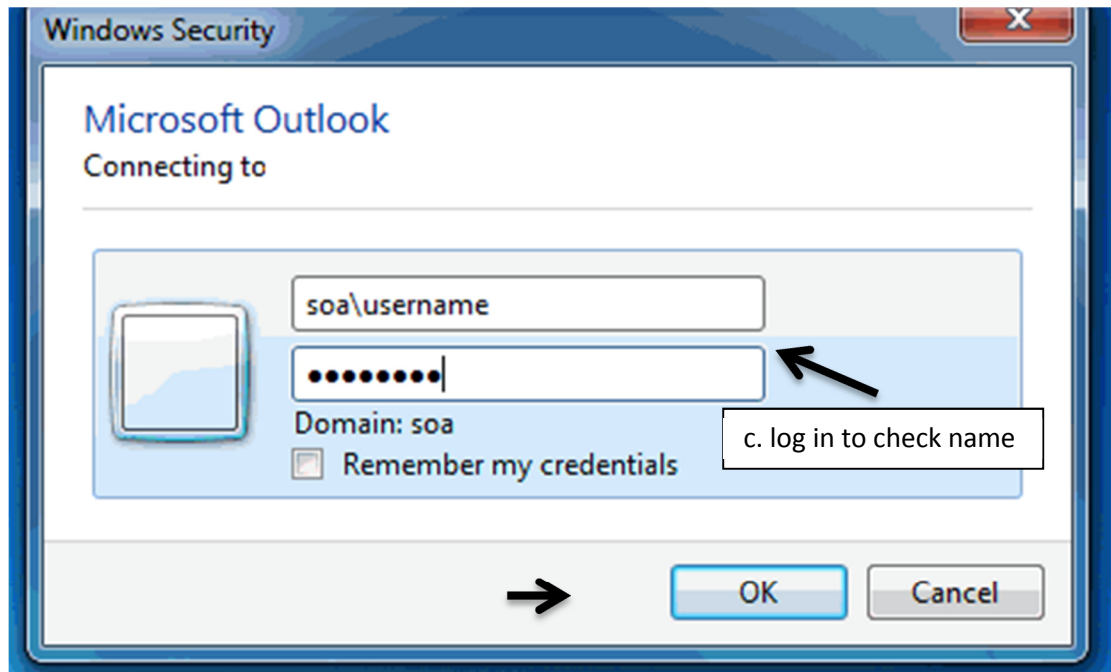 Windows Security
Microsoft Outlook
Connecting to
soa\username
●●●●●●●●
Domain: soa
c. log in to check name
Remember my credentials
OK
Cancel